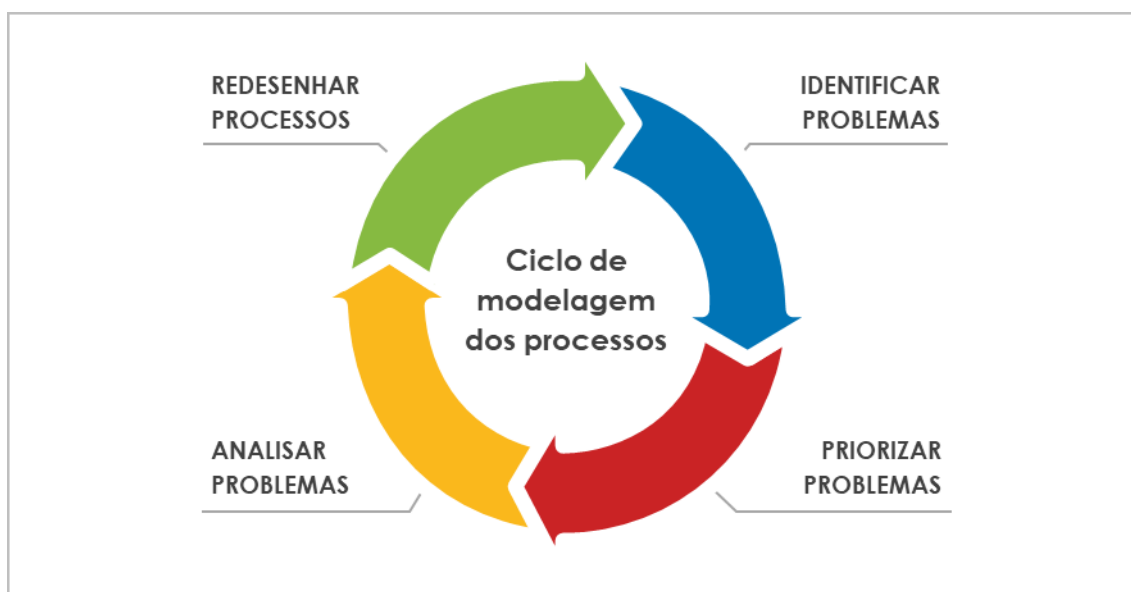 REDESENHAR
PROCESSOS
IDENTIFICAR
PROBLEMAS
Ciclo de
modelagem
dos processos
ANALISAR
PROBLEMAS
PRIORIZAR
PROBLEMAS